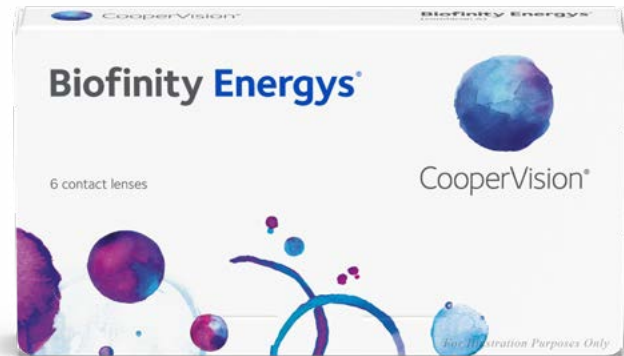 CooperVision®
Biofinity Energys®
Biofinity Energys®
6 contact lenses
CooperVision®
For Illustration Purposes Only